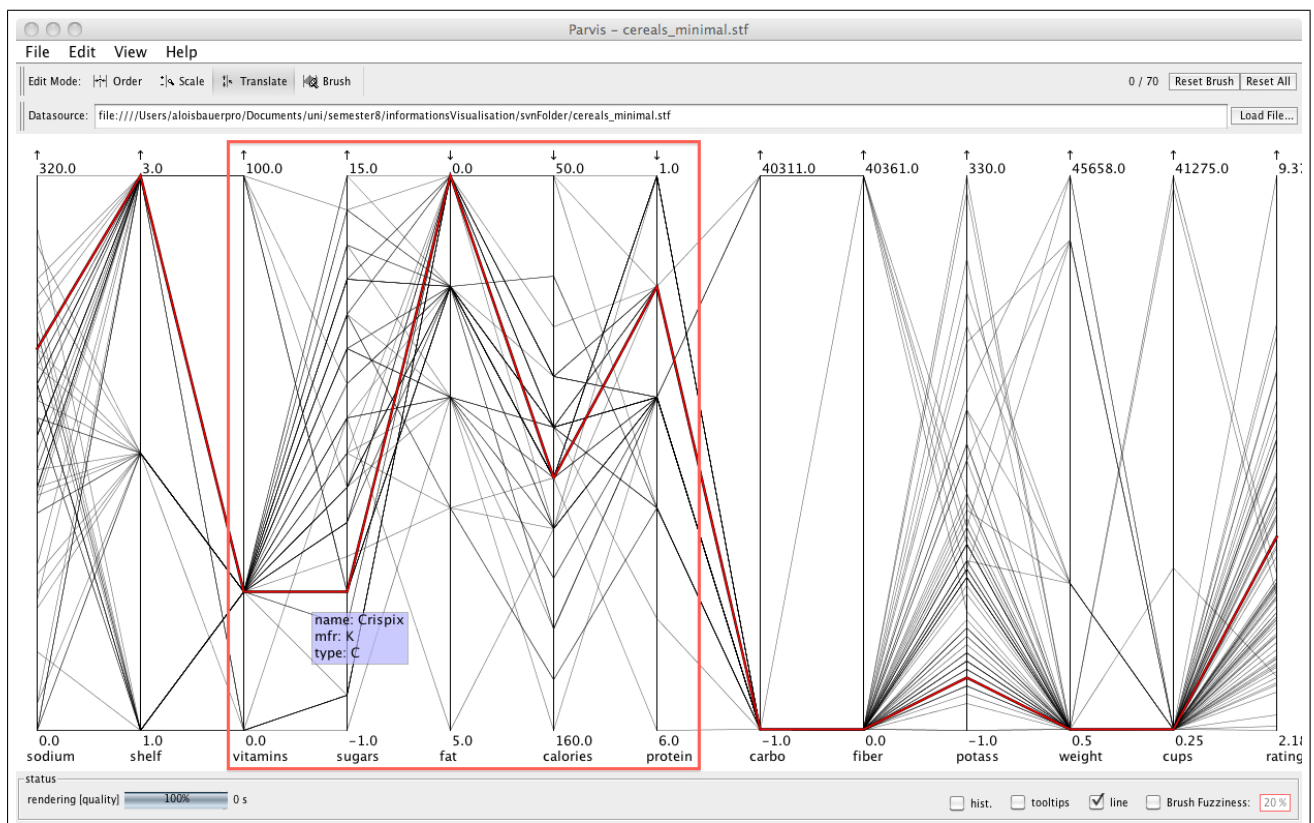 Parvis – cereals_minimal.stf
File Edit View Help
Edit Mode: Order Scale Translate Brush 0 / 70 Reset Brush Reset All
Datasource: file:////Users/aloisbauerpro/Documents/uni/semester8/informationsVisualisation/svnFolder/cereals_minimal.stf Load File...
320.0 3.0 100.0 15.0 0.0 50.0 1.0 40311.0 40361.0 330.0 45658.0 41275.0 9.37
name: Crispix
mfr: K
type: C
0.0 1.0 0.0 −1.0 5.0 160.0 6.0 −1.0 0.0 −1.0 0.5 0.25 2.18
sodium shelf vitamins sugars fat calories protein carbo fiber potass weight cups rating
status
rendering [quality] 100% 0 s hist. tooltips line Brush Fuzziness: 20 %